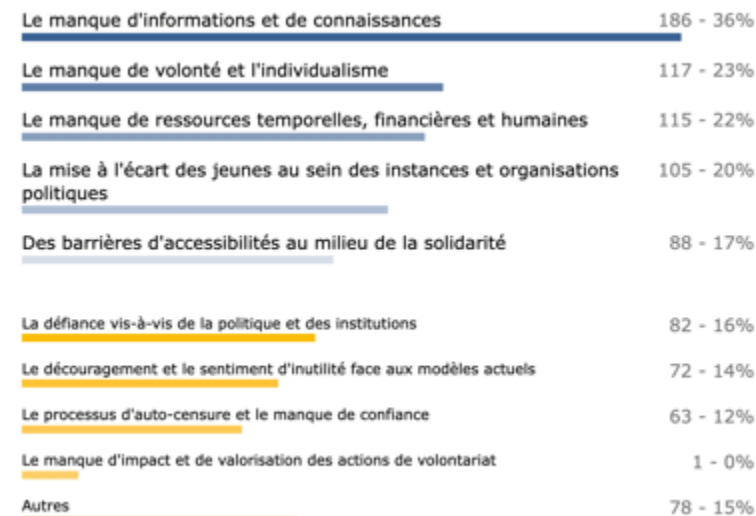 Le manque d'informations et de connaissances 186 - 36%
Le manque de volonté et l'individualisme 117 - 23%
Le manque de ressources temporelles, financières et humaines 115 - 22%
La mise à l'écart des jeunes au sein des instances et organisations 105 - 20%
politiques
Des barrières d'accessibilités au milieu de la solidarité 88 - 17%
La défiance vis-à-vis de la politique et des institutions 82 - 16%
Le découragement et le sentiment d'inutilité face aux modèles actuels 72 - 14%
Le processus d'auto-censure et le manque de confiance 63 - 12%
Le manque d'impact et de valorisation des actions de volontariat 1 - 0%
Autres 78 - 15%